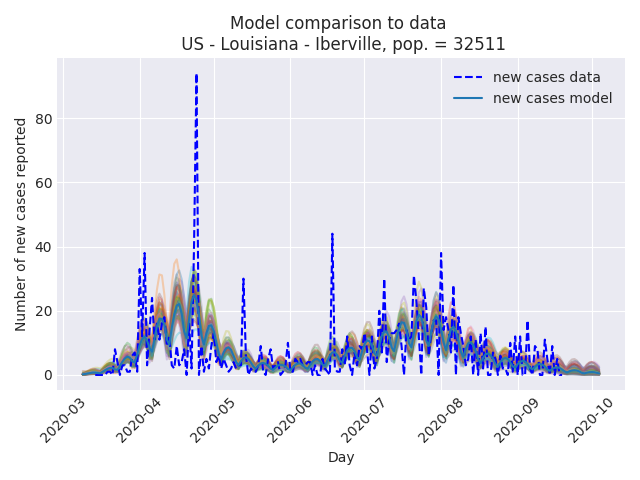 Model comparison to data
US - Louisiana - Iberville, pop. = 32511
new cases data
new cases model
Number of new cases reported
80
60
40
20
0
2020-03
2020-04
2020-05
2020-06
2020-07
2020-08
2020-09
2020-10
Day